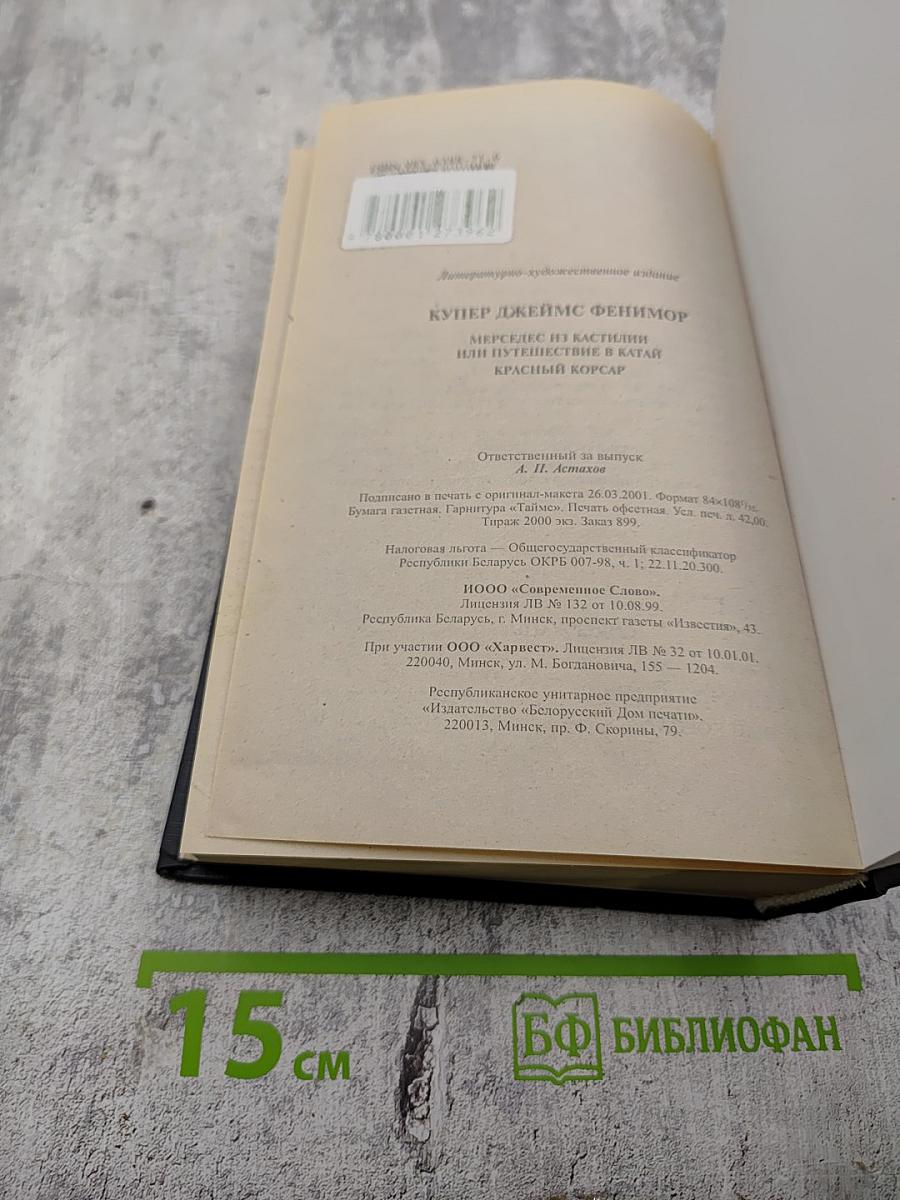 Литературно-художественное издание
КУПЕР ДЖЕЙМС ФЕНИМОР
МЕРСЕДЕС ИЗ КАСТИЛИИ
ИЛИ ПУТЕШЕСТВИЕ В КАТАЙ
КРАСНЫЙ КОРСАР
Ответственный за выпуск
А. П. Астахов
Подписано в печать с оригинал-макета 26.03.2001. Формат 84×108¹/₃₂.
Бумага газетная. Гарнитура «Таймс». Печать офсетная. Усл. печ. л. 42,00.
Тираж 2000 экз. Заказ 899.
Налоговая льгота — Общегосударственный классификатор
Республики Беларусь ОКРБ 007-98, ч. 1; 22.11.20.300.
ИООО «Современное Слово».
Лицензия ЛВ № 132 от 10.08.99.
Республика Беларусь, г. Минск, проспект газеты «Известия», 43.
При участии ООО «Харвест». Лицензия ЛВ № 32 от 10.01.01.
220040, Минск, ул. М. Богдановича, 155 — 1204.
Республиканское унитарное предприятие
«Издательство «Белорусский Дом печати».
220013, Минск, пр. Ф. Скорины, 79.
15 см
БФ БИБЛИОФАН